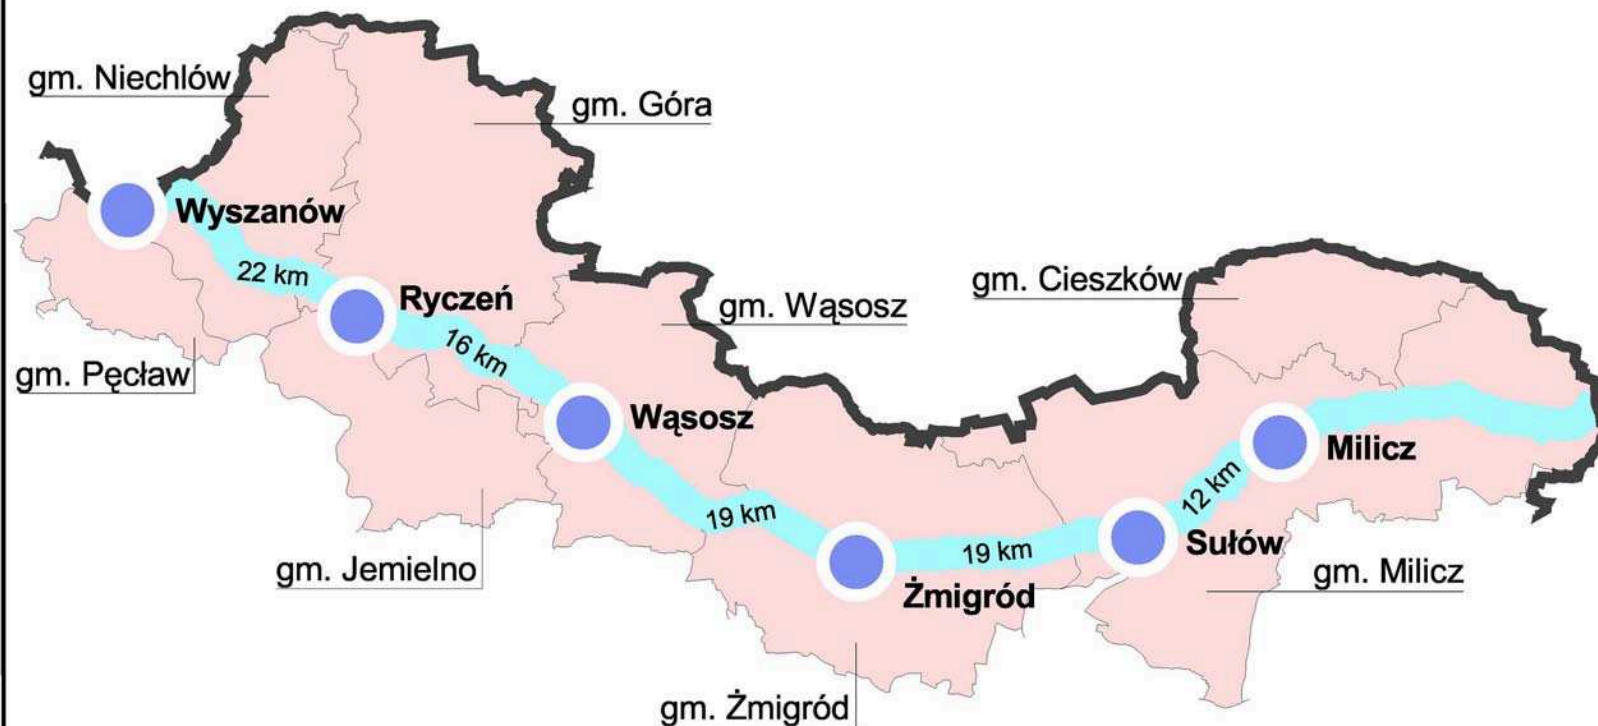 gm. Niechlów
gm. Góra
Wyszanów
22 km
gm. Cieszków
Ryczeń
gm. Wąsosz
16 km
gm. Pęcław
Wąsosz
Milicz
12 km
19 km
Sułów
19 km
gm. Jemielno
gm. Milicz
Żmigród
gm. Żmigród